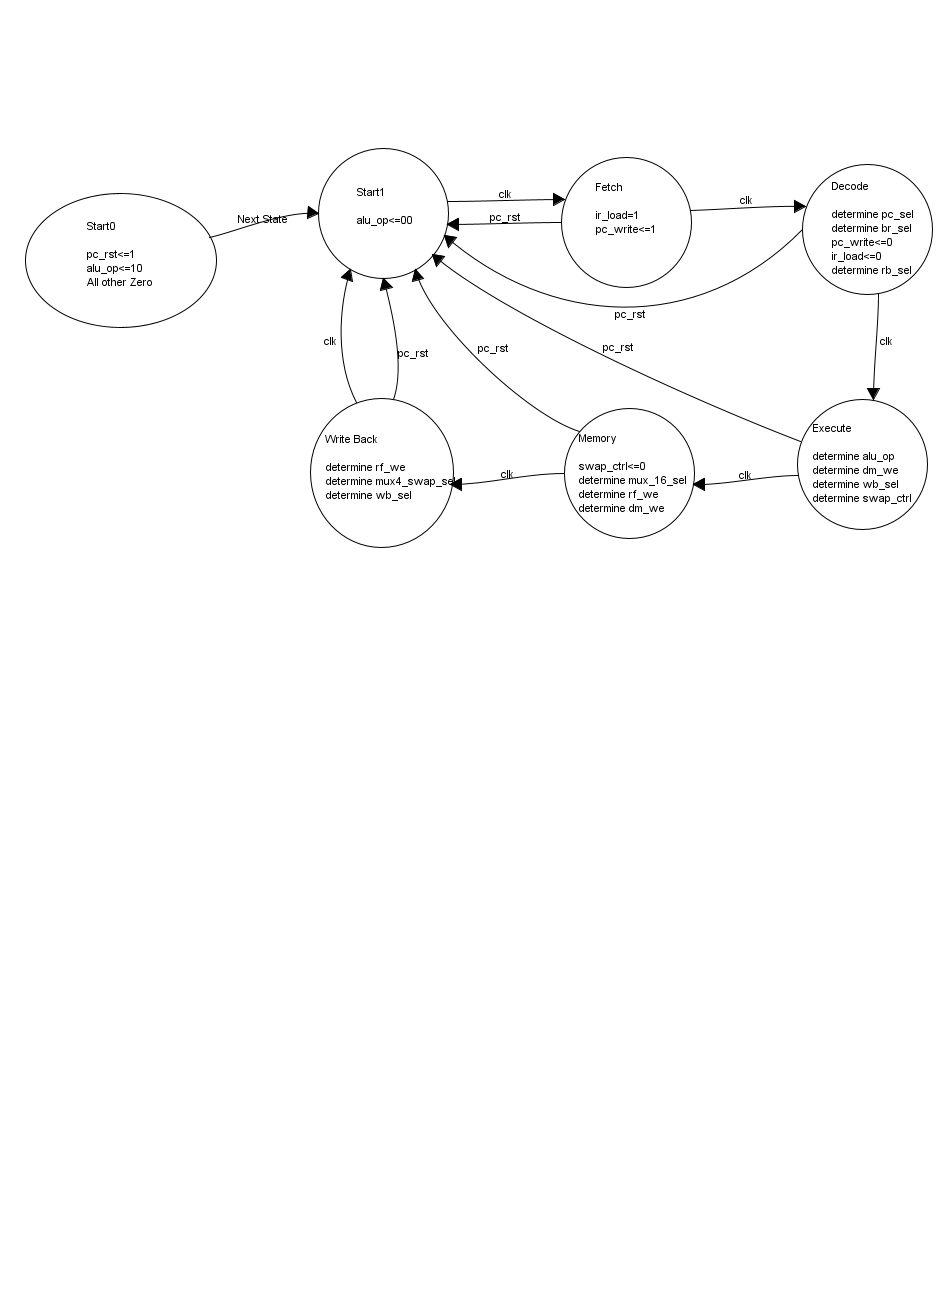 Start0
pc_rst<=1
alu_op<=10
All other Zero
Next State
Start1
alu_op<=00
clk
pc_rst
Fetch
ir_load=1
pc_write<=1
clk
Decode
determine pc_sel
determine br_sel
pc_write<=0
ir_load<=0
determine rb_sel
pc_rst
clk
pc_rst
clk
pc_rst
pc_rst
Execute
determine alu_op
determine dm_we
determine wb_sel
determine swap_ctrl
clk
Memory
swap_ctrl<=0
determine mux_16_sel
determine rf_we
determine dm_we
clk
Write Back
determine rf_we
determine mux4_swap_sel
determine wb_sel